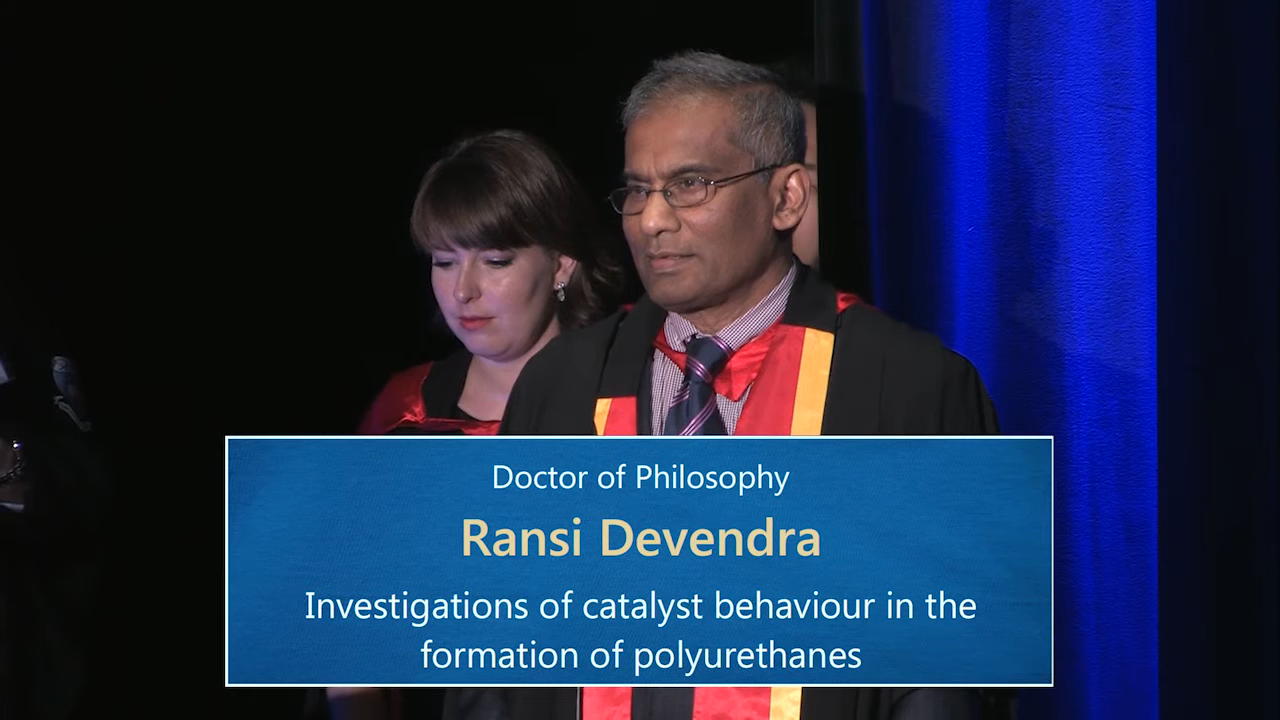 Doctor of Philosophy
Ransi Devendra
Investigations of catalyst behaviour in the
formation of polyurethanes